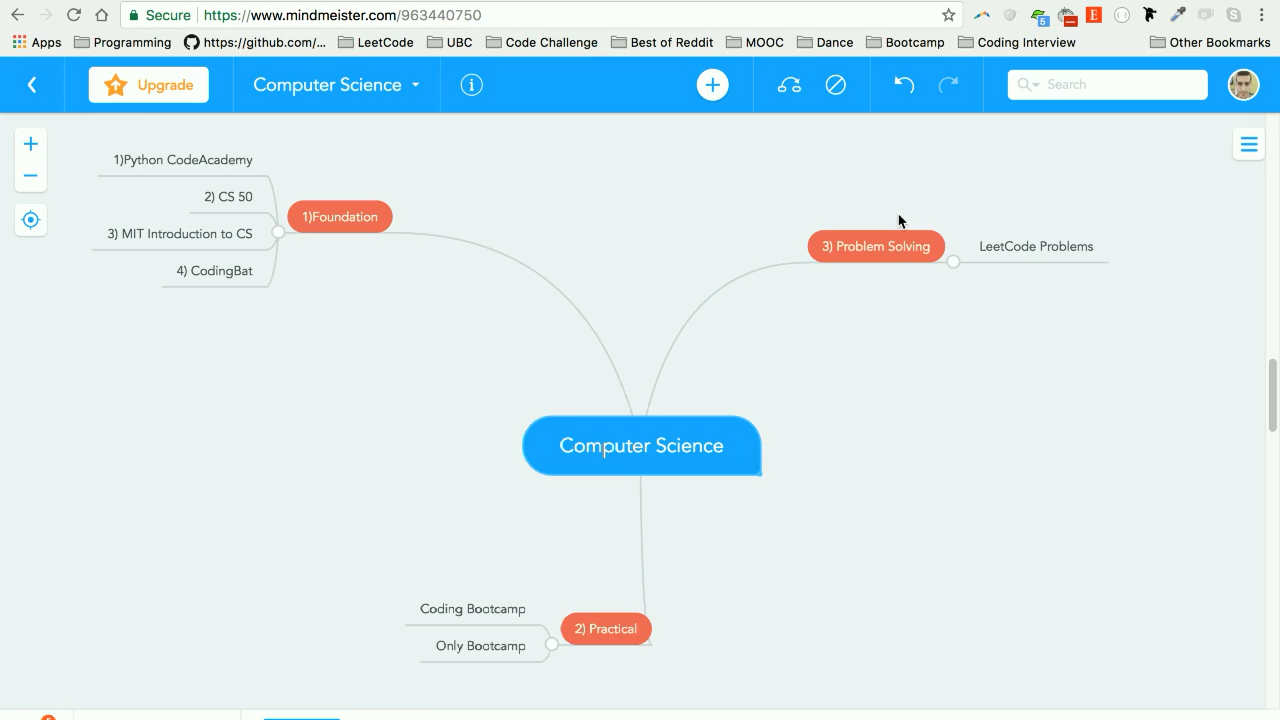 Secure https://www.mindmeister.com/963440750
5
Apps Programming https://github.com/... LeetCode UBC Code Challenge Best of Reddit MOOC Dance Bootcamp Coding Interview Other Bookmarks
Upgrade Computer Science Search
1)Python CodeAcademy
2) CS 50
1)Foundation
3) MIT Introduction to CS
4) CodingBat
3) Problem Solving LeetCode Problems
Computer Science
Coding Bootcamp
2) Practical
Only Bootcamp